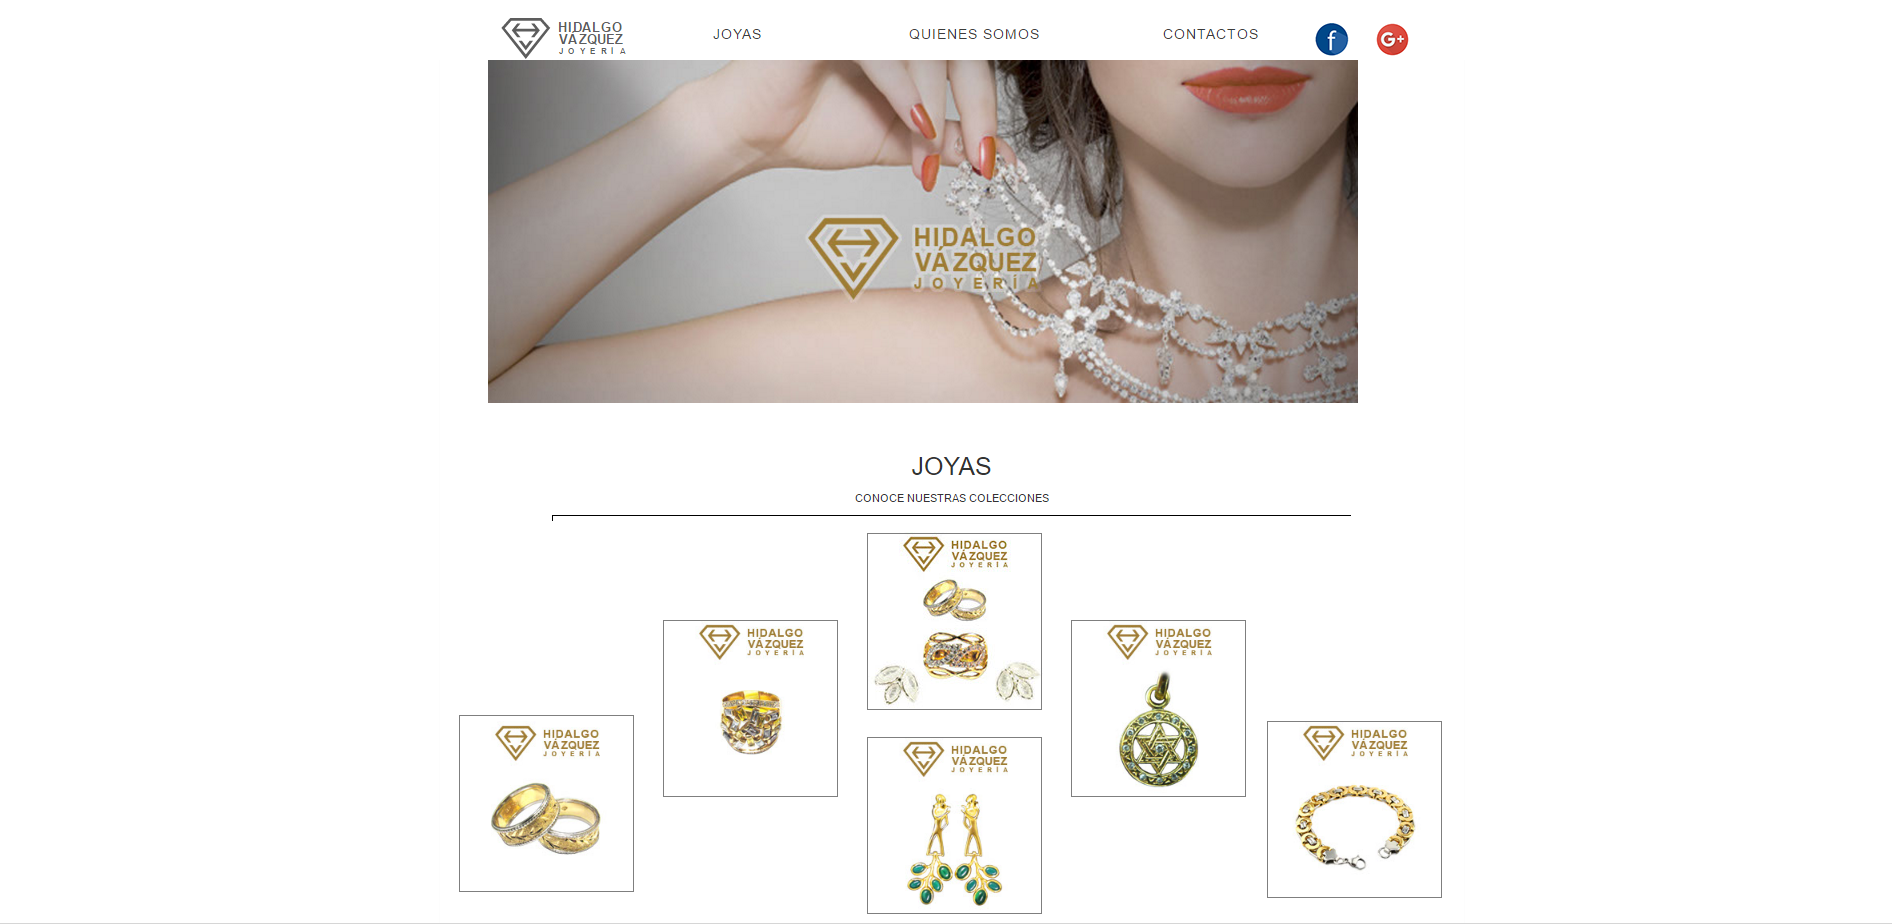 HIDALGO
VÁZQUEZ
JOYERÍA
JOYAS
QUIENES SOMOS
CONTACTOS
f
G+
HIDALGO
VÁZQUEZ
JOYERÍA
JOYAS
CONOCE NUESTRAS COLECCIONES
HIDALGO
VÁZQUEZ
JOYERÍA
HIDALGO
VÁZQUEZ
JOYERÍA
HIDALGO
VÁZQUEZ
JOYERÍA
HIDALGO
VÁZQUEZ
JOYERÍA
HIDALGO
VÁZQUEZ
JOYERÍA
HIDALGO
VÁZQUEZ
JOYERÍA